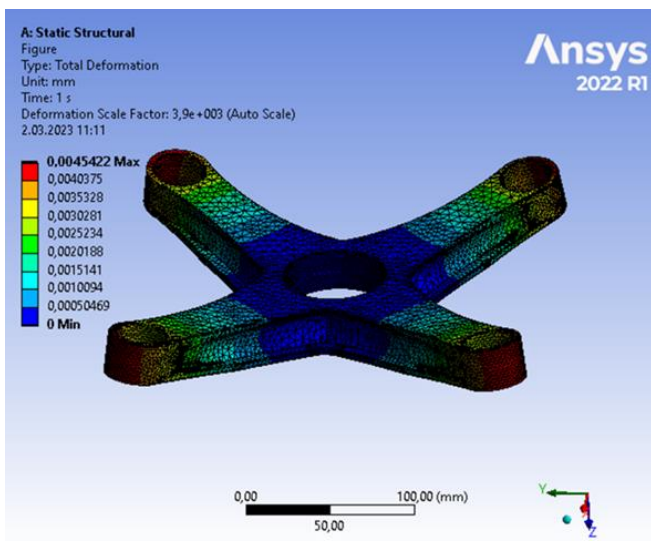 A: Static Structural
Figure
Type: Total Deformation
Unit: mm
Time: 1 s
Deformation Scale Factor: 3,9e+003 (Auto Scale)
2.03.2023 11:11
Ansys
2022 R1
0,0045422 Max
0,0040375
0,0035328
0,0030281
0,0025234
0,0020188
0,0015141
0,0010094
0,00050469
0 Min
0,00
100,00 (mm)
50,00
Y
Z